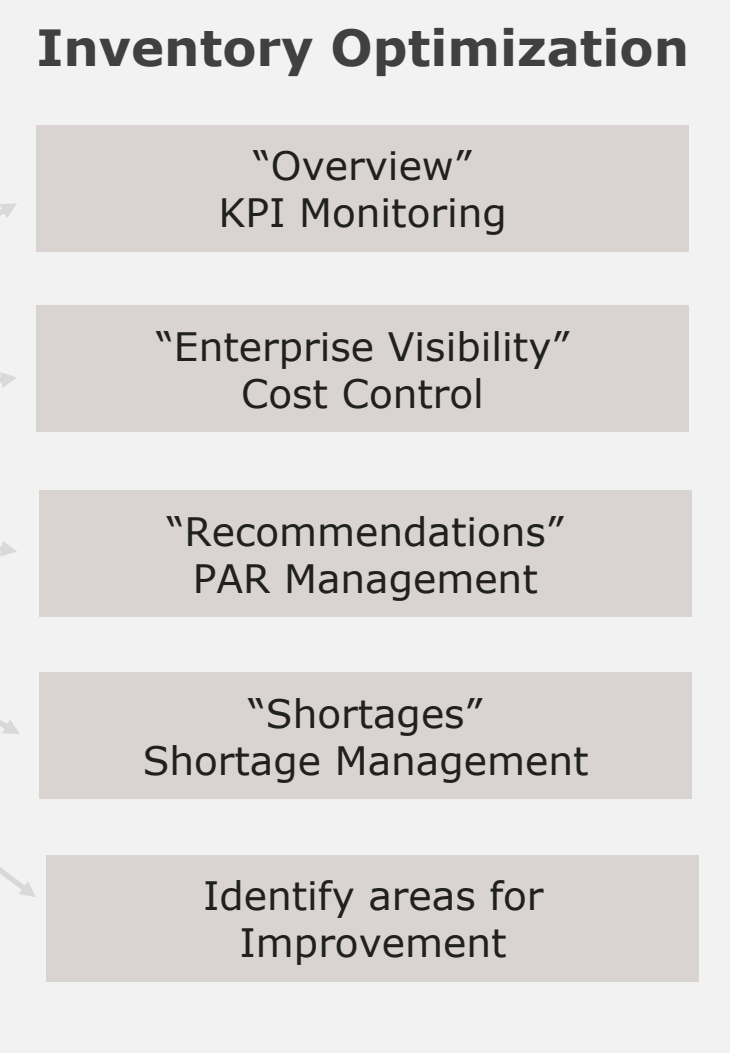 Inventory Optimization
“Overview”
KPI Monitoring
“Enterprise Visibility”
Cost Control
“Recommendations”
PAR Management
“Shortages”
Shortage Management
Identify areas for
Improvement